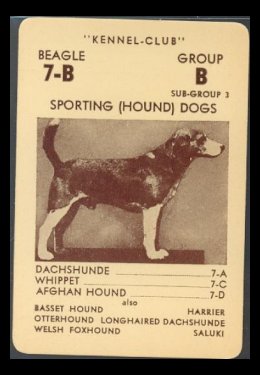 "KENNEL-CLUB"
BEAGLE GROUP
7-B B
SUB-GROUP 3
SPORTING (HOUND) DOGS
DACHSHUNDE 7-A
WHIPPET 7-C
AFGHAN HOUND 7-D
also
BASSET HOUND HARRIER
OTTERHOUND LONGHAIRED DACHSHUNDE
WELSH FOXHOUND SALUKI